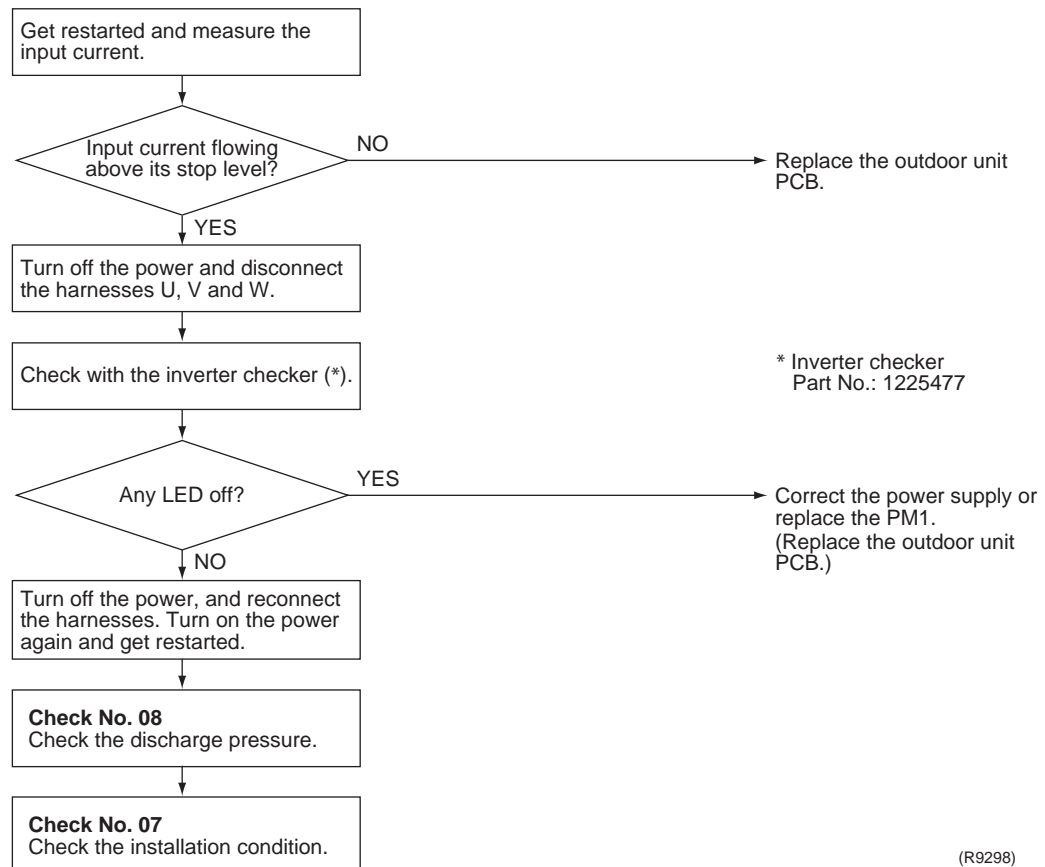 Get restarted and measure the
input current.
Input current flowing
above its stop level?
NO
Replace the outdoor unit
PCB.
YES
Turn off the power and disconnect
the harnesses U, V and W.
Check with the inverter checker (*).
* Inverter checker
Part No.: 1225477
Any LED off?
YES
Correct the power supply or
replace the PM1.
(Replace the outdoor unit
PCB.)
NO
Turn off the power, and reconnect
the harnesses. Turn on the power
again and get restarted.
Check No. 08
Check the discharge pressure.
Check No. 07
Check the installation condition.
(R9298)